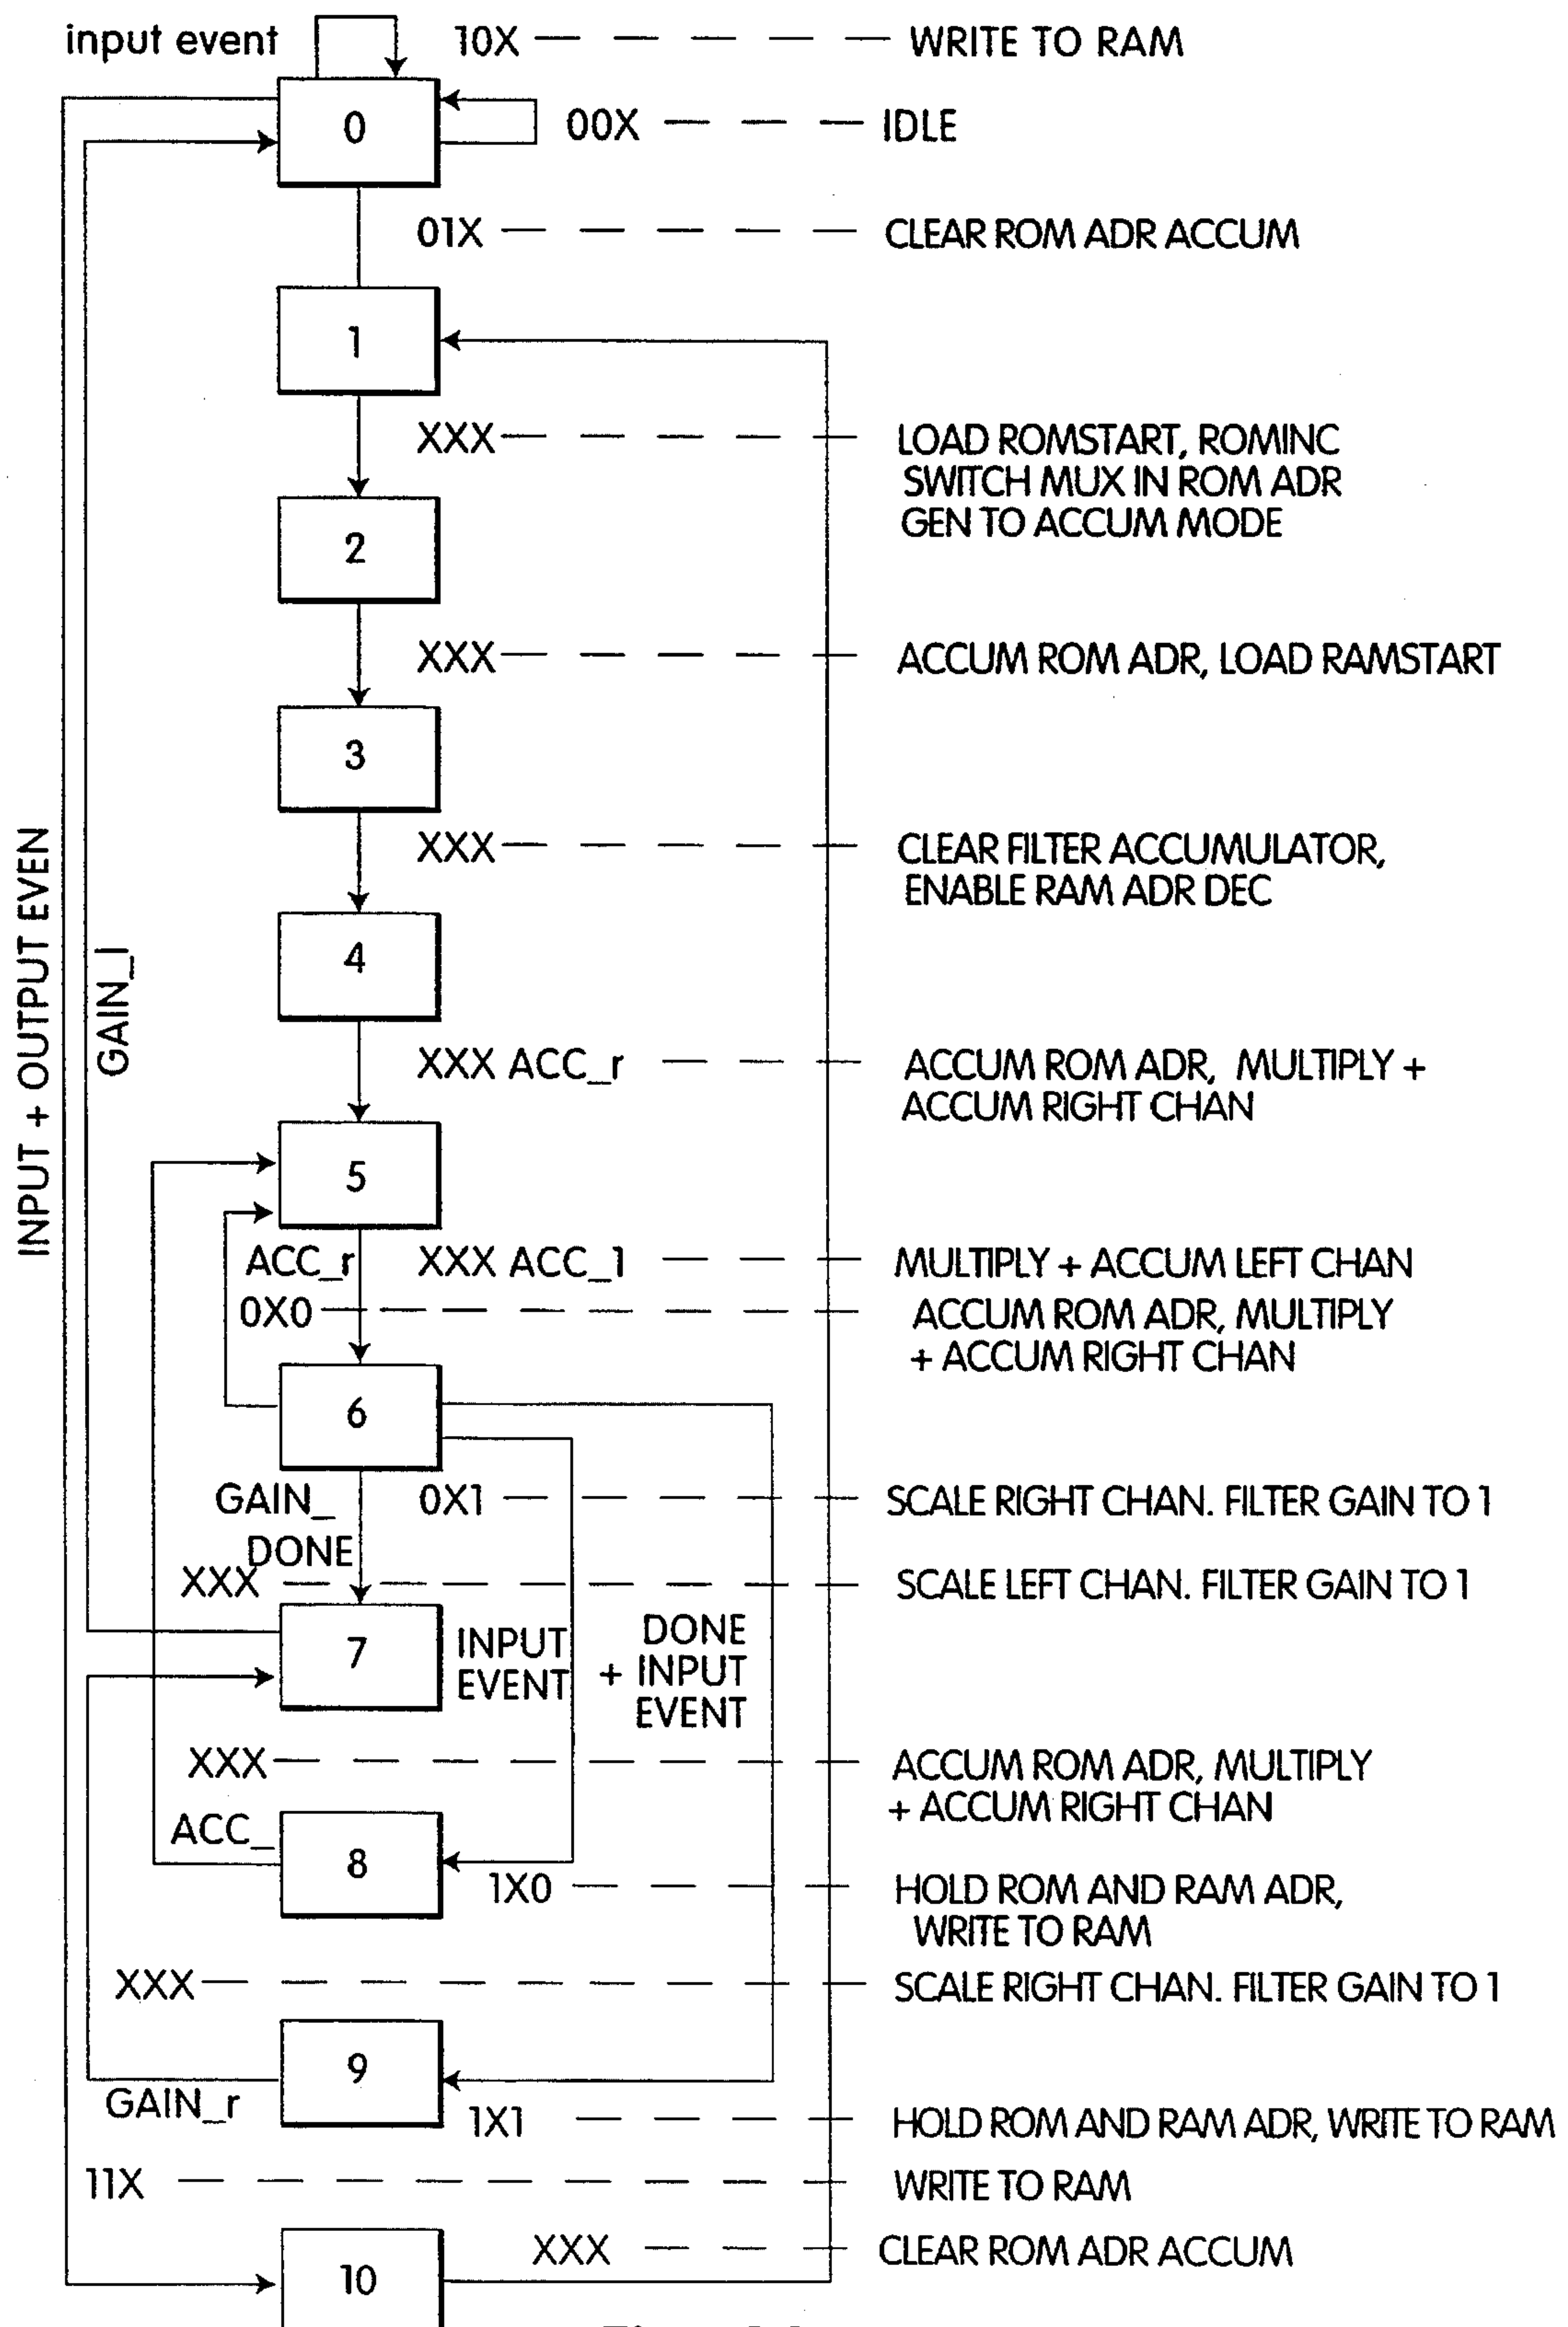 input event 10X WRITE TO RAM
0 00X IDLE
01X CLEAR ROM ADR ACCUM
1
XXX LOAD ROMSTART, ROMINC
SWITCH MUX IN ROM ADR
GEN TO ACCUM MODE
2
XXX ACCUM ROM ADR, LOAD RAMSTART
3
XXX CLEAR FILTER ACCUMULATOR,
ENABLE RAM ADR DEC
INPUT + OUTPUT EVEN
GAIN_l
4
XXX ACC_r ACCUM ROM ADR, MULTIPLY +
ACCUM RIGHT CHAN
5
ACC_r XXX ACC_1 MULTIPLY + ACCUM LEFT CHAN
0X0 ACCUM ROM ADR, MULTIPLY
+ ACCUM RIGHT CHAN
6
GAIN_ 0X1 SCALE RIGHT CHAN. FILTER GAIN TO 1
DONE
XXX SCALE LEFT CHAN. FILTER GAIN TO 1
7
INPUT
EVENT
DONE
+ INPUT
EVENT
XXX ACCUM ROM ADR, MULTIPLY
+ ACCUM RIGHT CHAN
ACC_
8
1X0 HOLD ROM AND RAM ADR,
WRITE TO RAM
XXX SCALE RIGHT CHAN. FILTER GAIN TO 1
9
GAIN_r 1X1 HOLD ROM AND RAM ADR, WRITE TO RAM
11X WRITE TO RAM
XXX CLEAR ROM ADR ACCUM
10